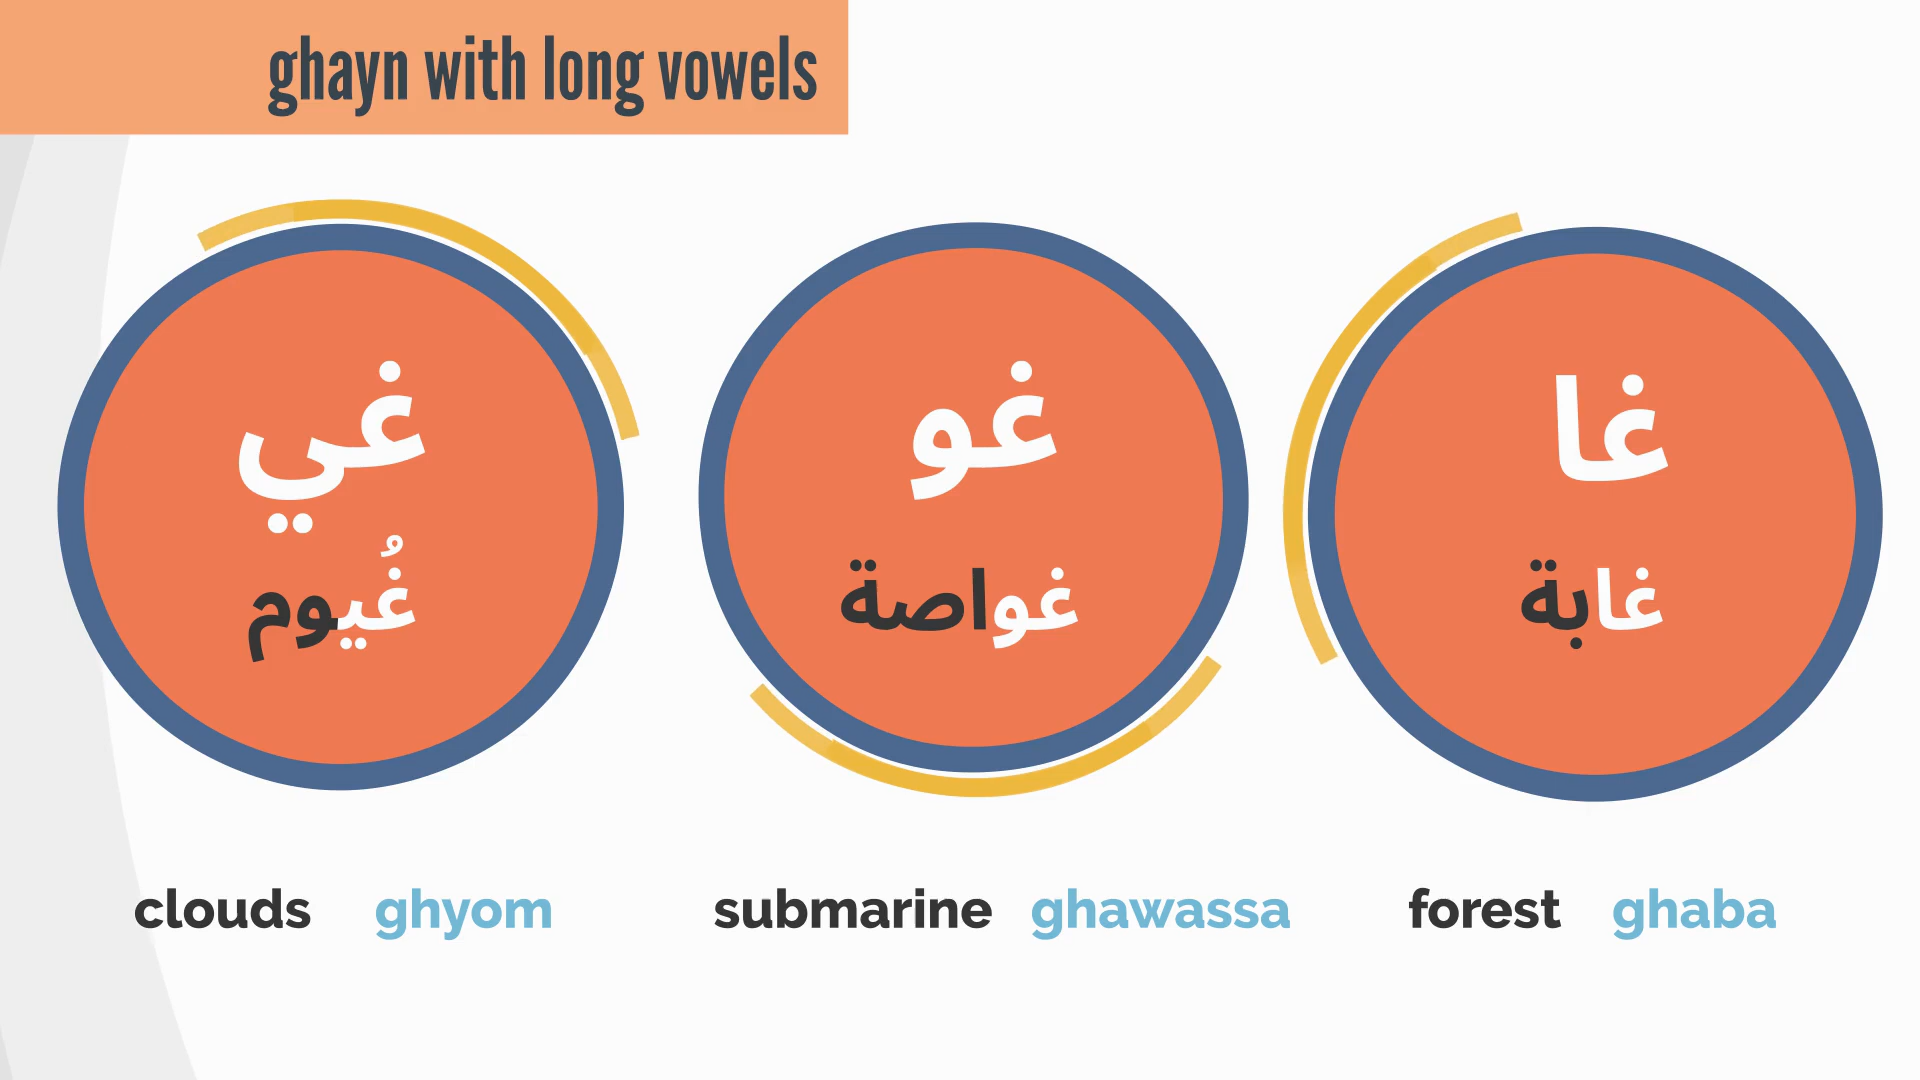 ghayn with long vowels
غي
غُيوم
clouds ghyom
غو
غواصة
submarine ghawassa
غا
غابة
forest ghaba